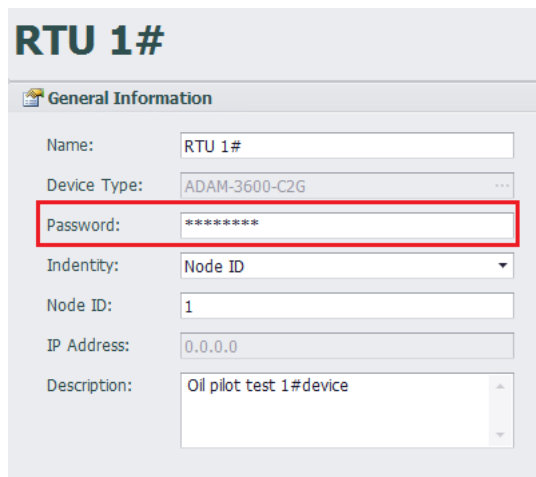 RTU 1#
General Information
Name: RTU 1#
Device Type: ADAM-3600-C2G ...
Password: ********
Indentity: Node ID
Node ID: 1
IP Address: 0.0.0.0
Description: Oil pilot test 1#device